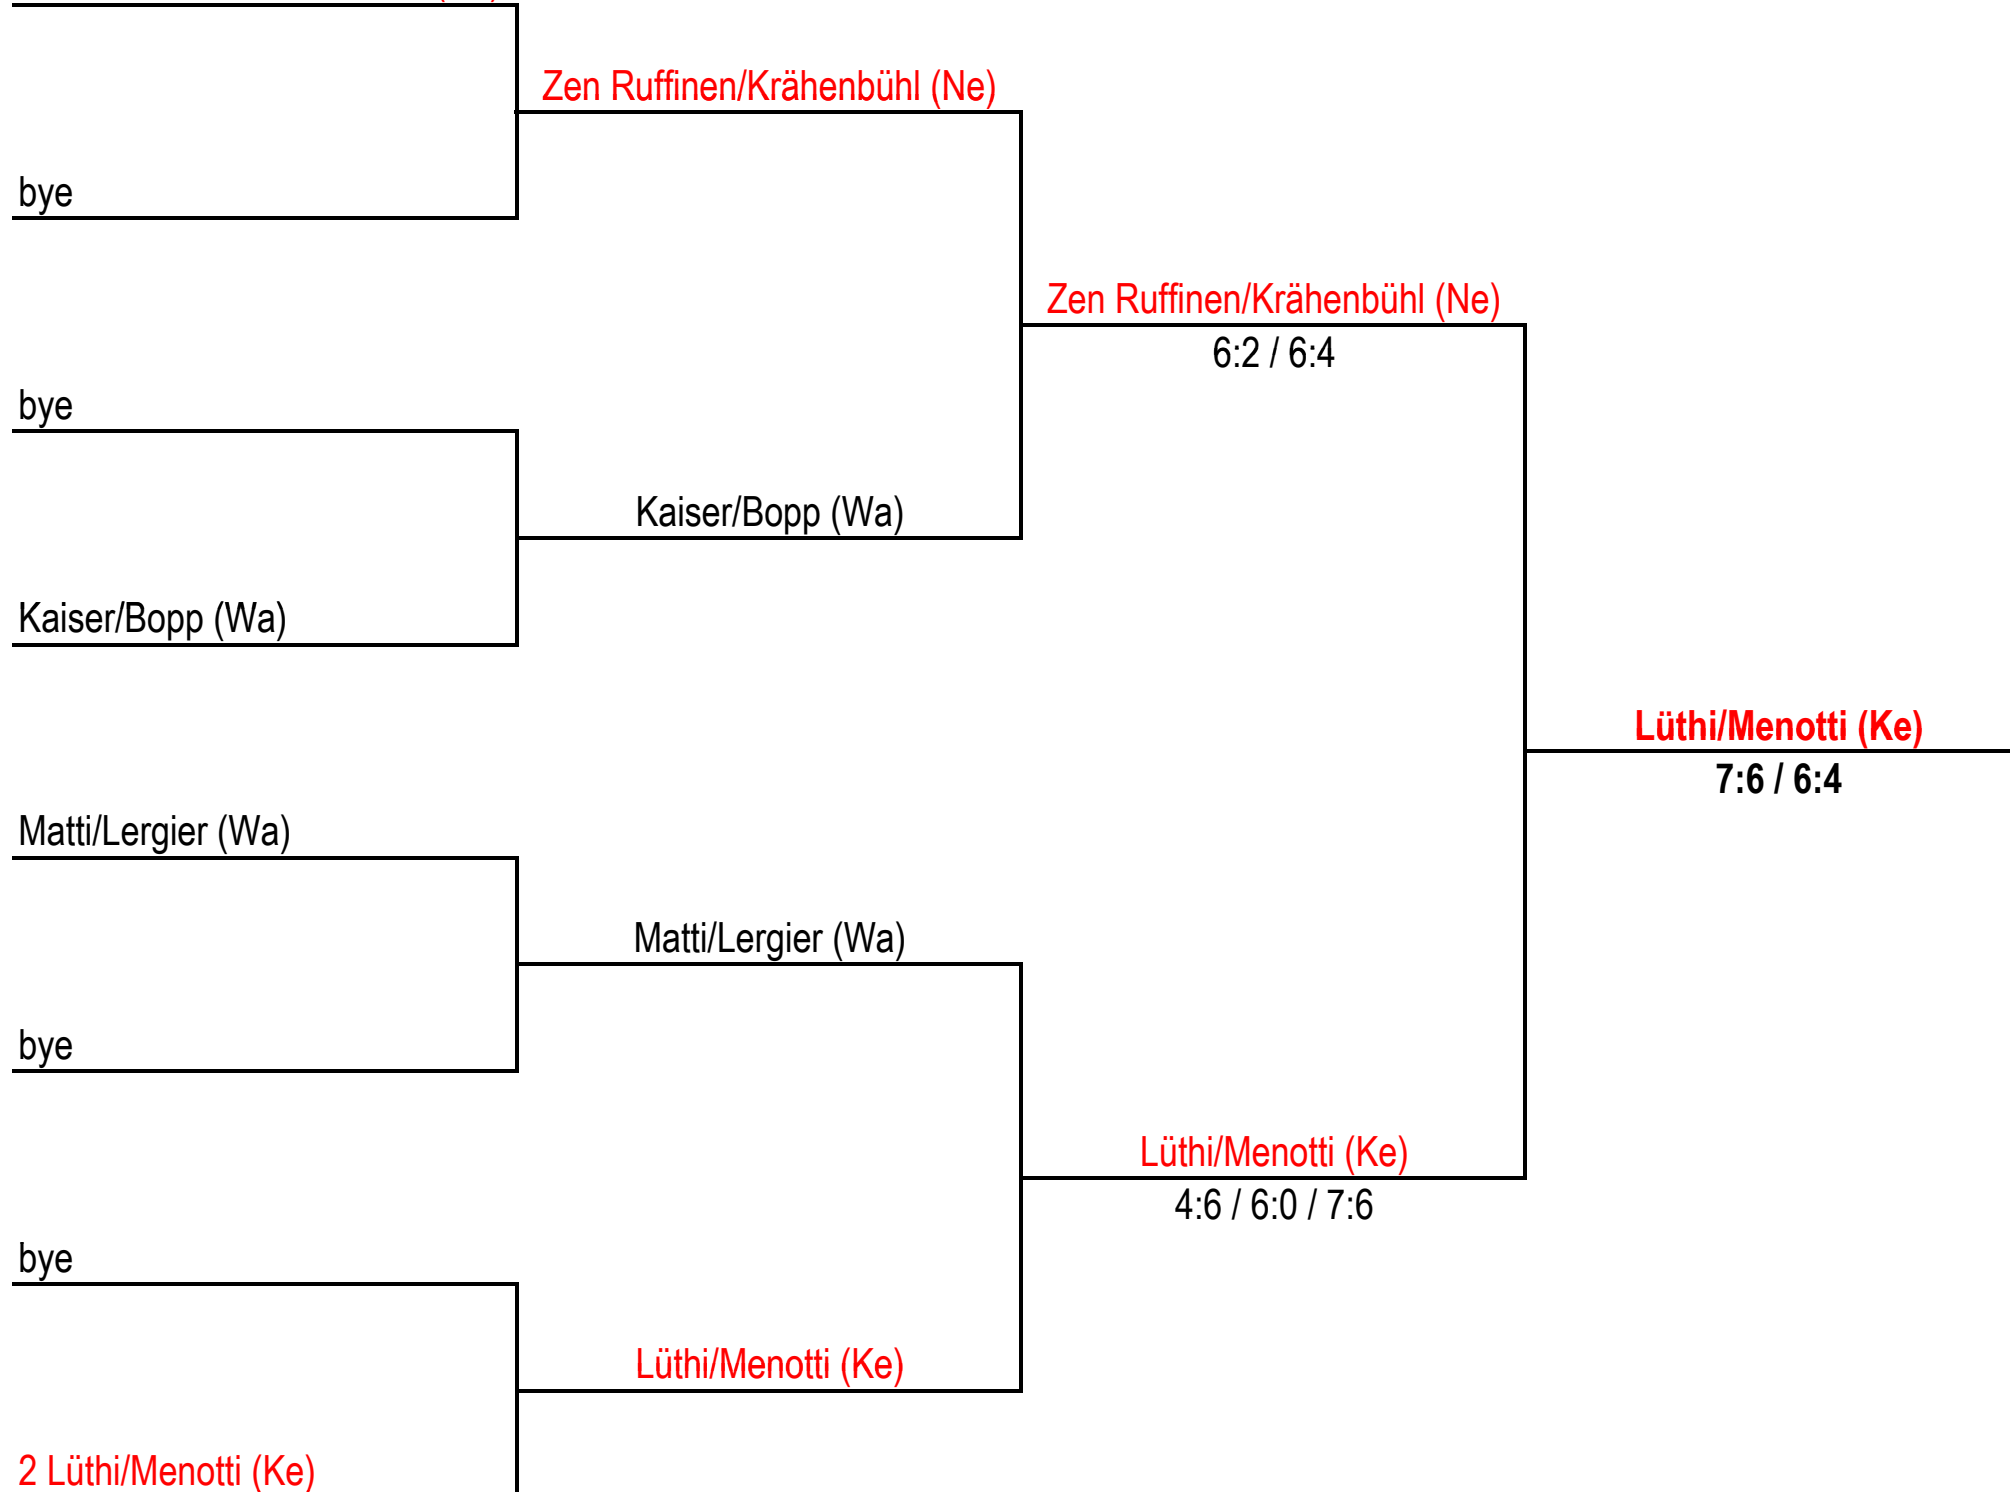 Zen Ruffinen/Krähenbühl (Ne)
bye
Zen Ruffinen/Krähenbühl (Ne)
6:2 / 6:4
bye
Kaiser/Bopp (Wa)
Kaiser/Bopp (Wa)
Lüthi/Menotti (Ke)
7:6 / 6:4
Matti/Lergier (Wa)
Matti/Lergier (Wa)
bye
Lüthi/Menotti (Ke)
4:6 / 6:0 / 7:6
bye
Lüthi/Menotti (Ke)
2 Lüthi/Menotti (Ke)